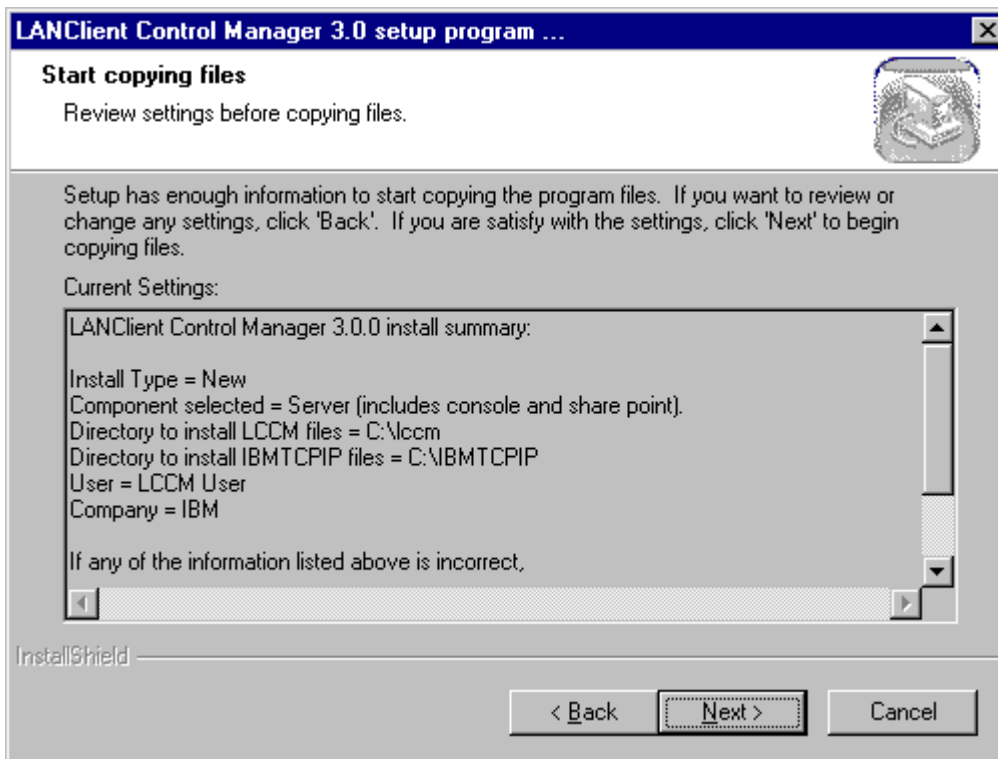 LANClient Control Manager 3.0 setup program ...
Start copying files
Review settings before copying files.
Setup has enough information to start copying the program files.  If you want to review or
change any settings, click 'Back'.  If you are satisfy with the settings, click 'Next' to begin
copying files.
Current Settings:
LANClient Control Manager 3.0.0 install summary:
Install Type = New
Component selected = Server (includes console and share point).
Directory to install LCCM files = C:\lccm
Directory to install IBMTCPIP files = C:\IBMTCPIP
User = LCCM User
Company = IBM
If any of the information listed above is incorrect,
InstallShield
< Back
Next >
Cancel